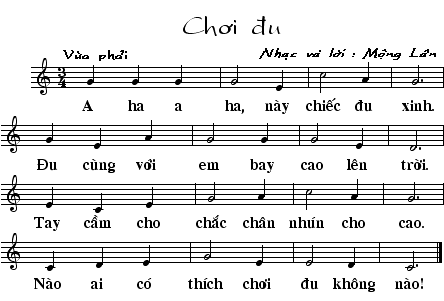 Chơi đu
Vừa phải
Nhạc và lời : Mộng Lân
3
4
A ha a ha, này chiếc đu xinh.
Đu cùng với em bay cao lên trời.
Tay cầm cho chắc chân nhún cho cao.
Nào ai có thích chơi đu không nào!